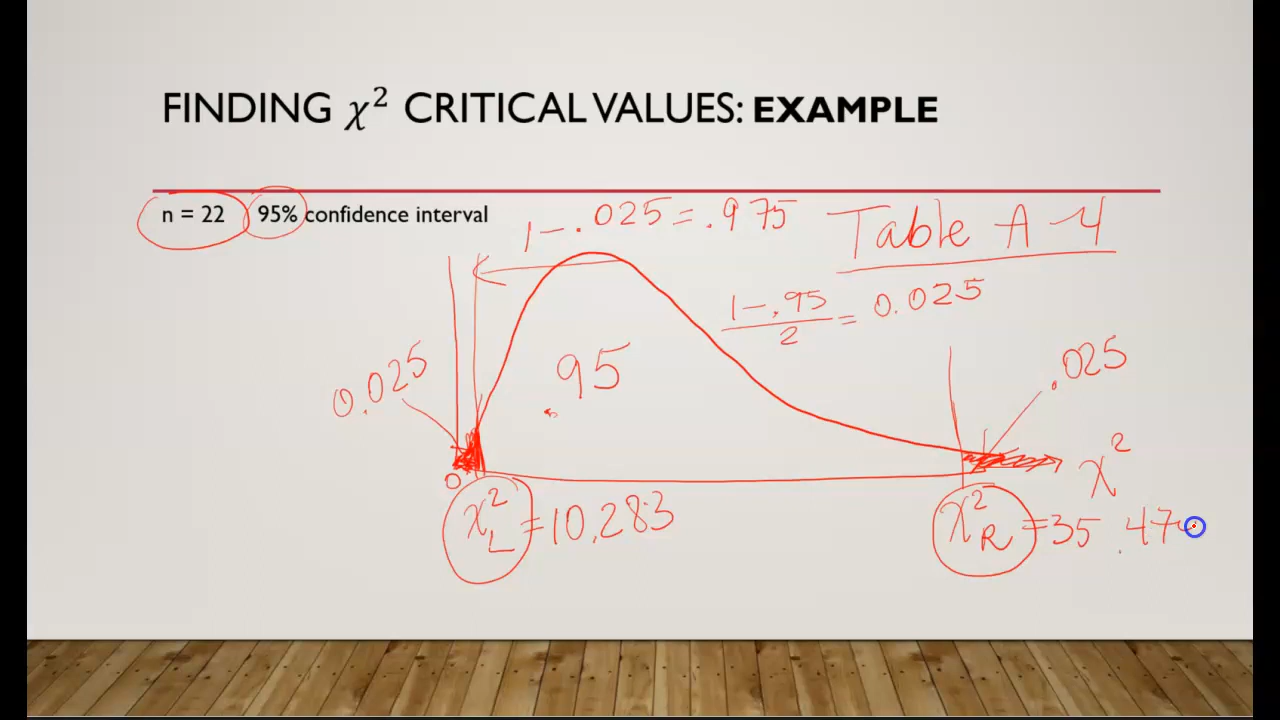 FINDING χ² CRITICAL VALUES: EXAMPLE
n = 22 95% confidence interval
1 - .025 = .975
Table A-4
1 - .95 / 2 = 0.025
0.025
.95
.025
0
χ²
χ²L = 10.283
χ²R = 35.47